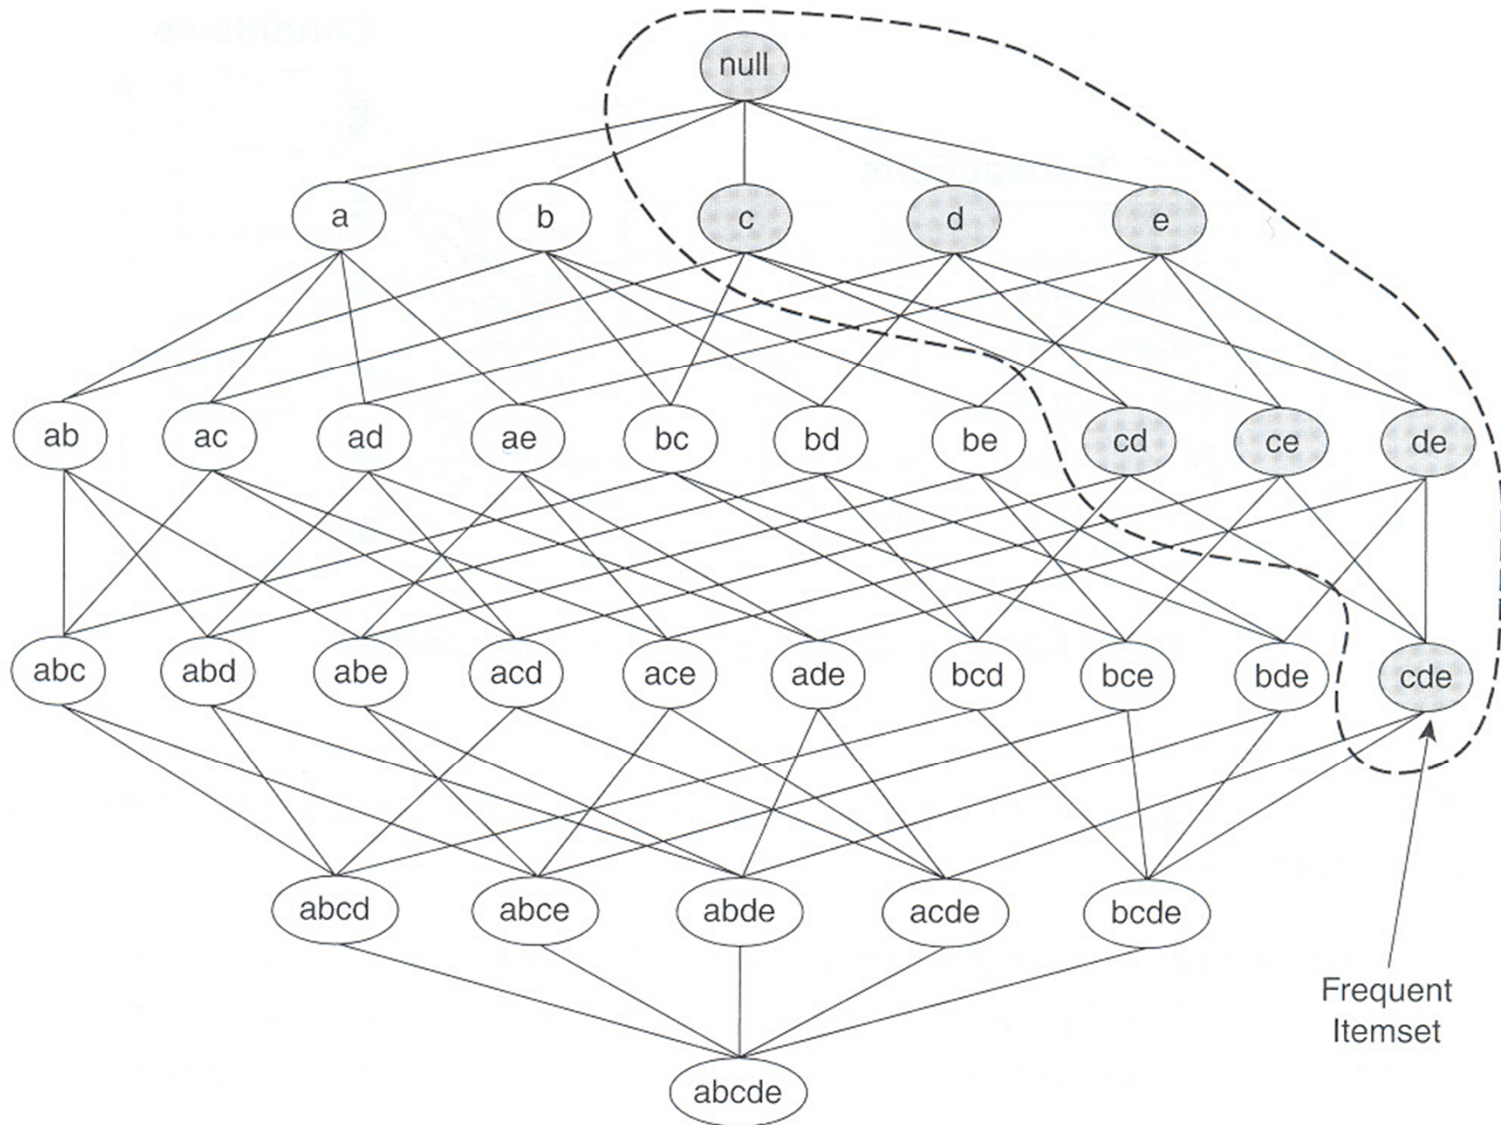 null
a b c d e
ab ac ad ae bc bd be cd ce de
abc abd abe acd ace ade bcd bce bde cde
abcd abce abde acde bcde
Frequent
Itemset
abcde